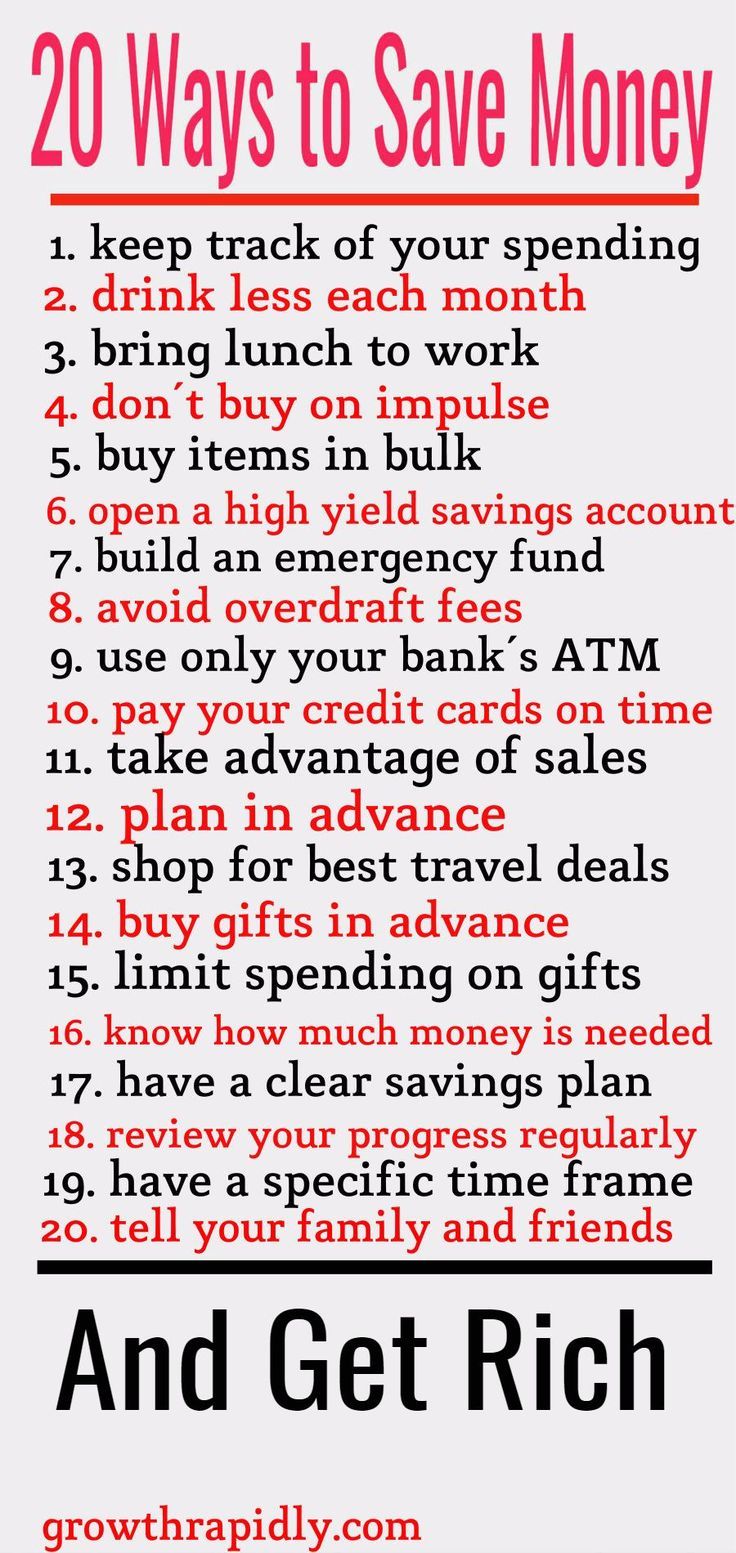 20 Ways to Save Money
1. keep track of your spending
2. drink less each month
3. bring lunch to work
4. don´t buy on impulse
5. buy items in bulk
6. open a high yield savings account
7. build an emergency fund
8. avoid overdraft fees
9. use only your bank´s ATM
10. pay your credit cards on time
11. take advantage of sales
12. plan in advance
13. shop for best travel deals
14. buy gifts in advance
15. limit spending on gifts
16. know how much money is needed
17. have a clear savings plan
18. review your progress regularly
19. have a specific time frame
20. tell your family and friends
And Get Rich
growthrapidly.com